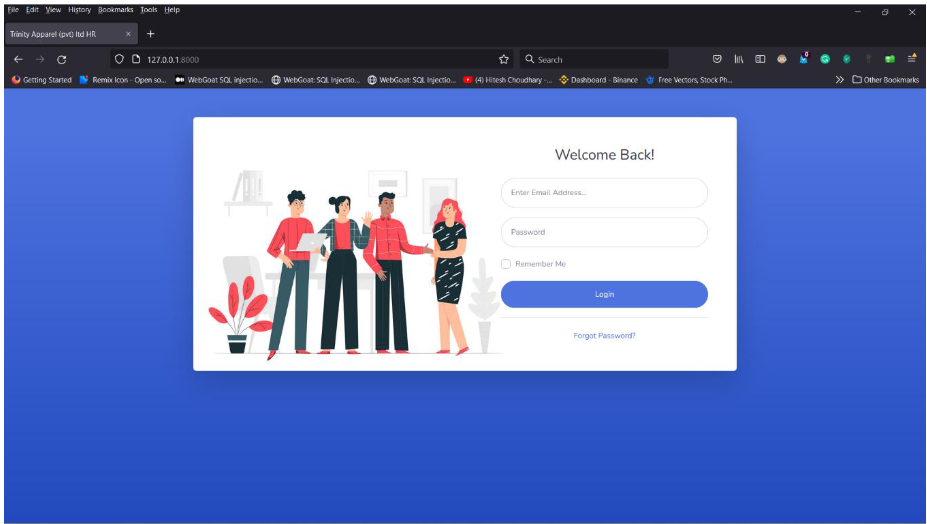 File Edit View History Bookmarks Tools Help
Trinity Apparel (pvt) ltd HR
127.0.0.1:8000
Search
Getting Started Remix Icon - Open so... WebGoat SQL injectio... WebGoat: SQL Injectio... WebGoat: SQL Injectio... (4) Hitesh Choudhary -... Dashboard - Binance Free Vectors, Stock Ph... Other Bookmarks
Welcome Back!
Enter Email Address...
Password
Remember Me
Login
Forgot Password?